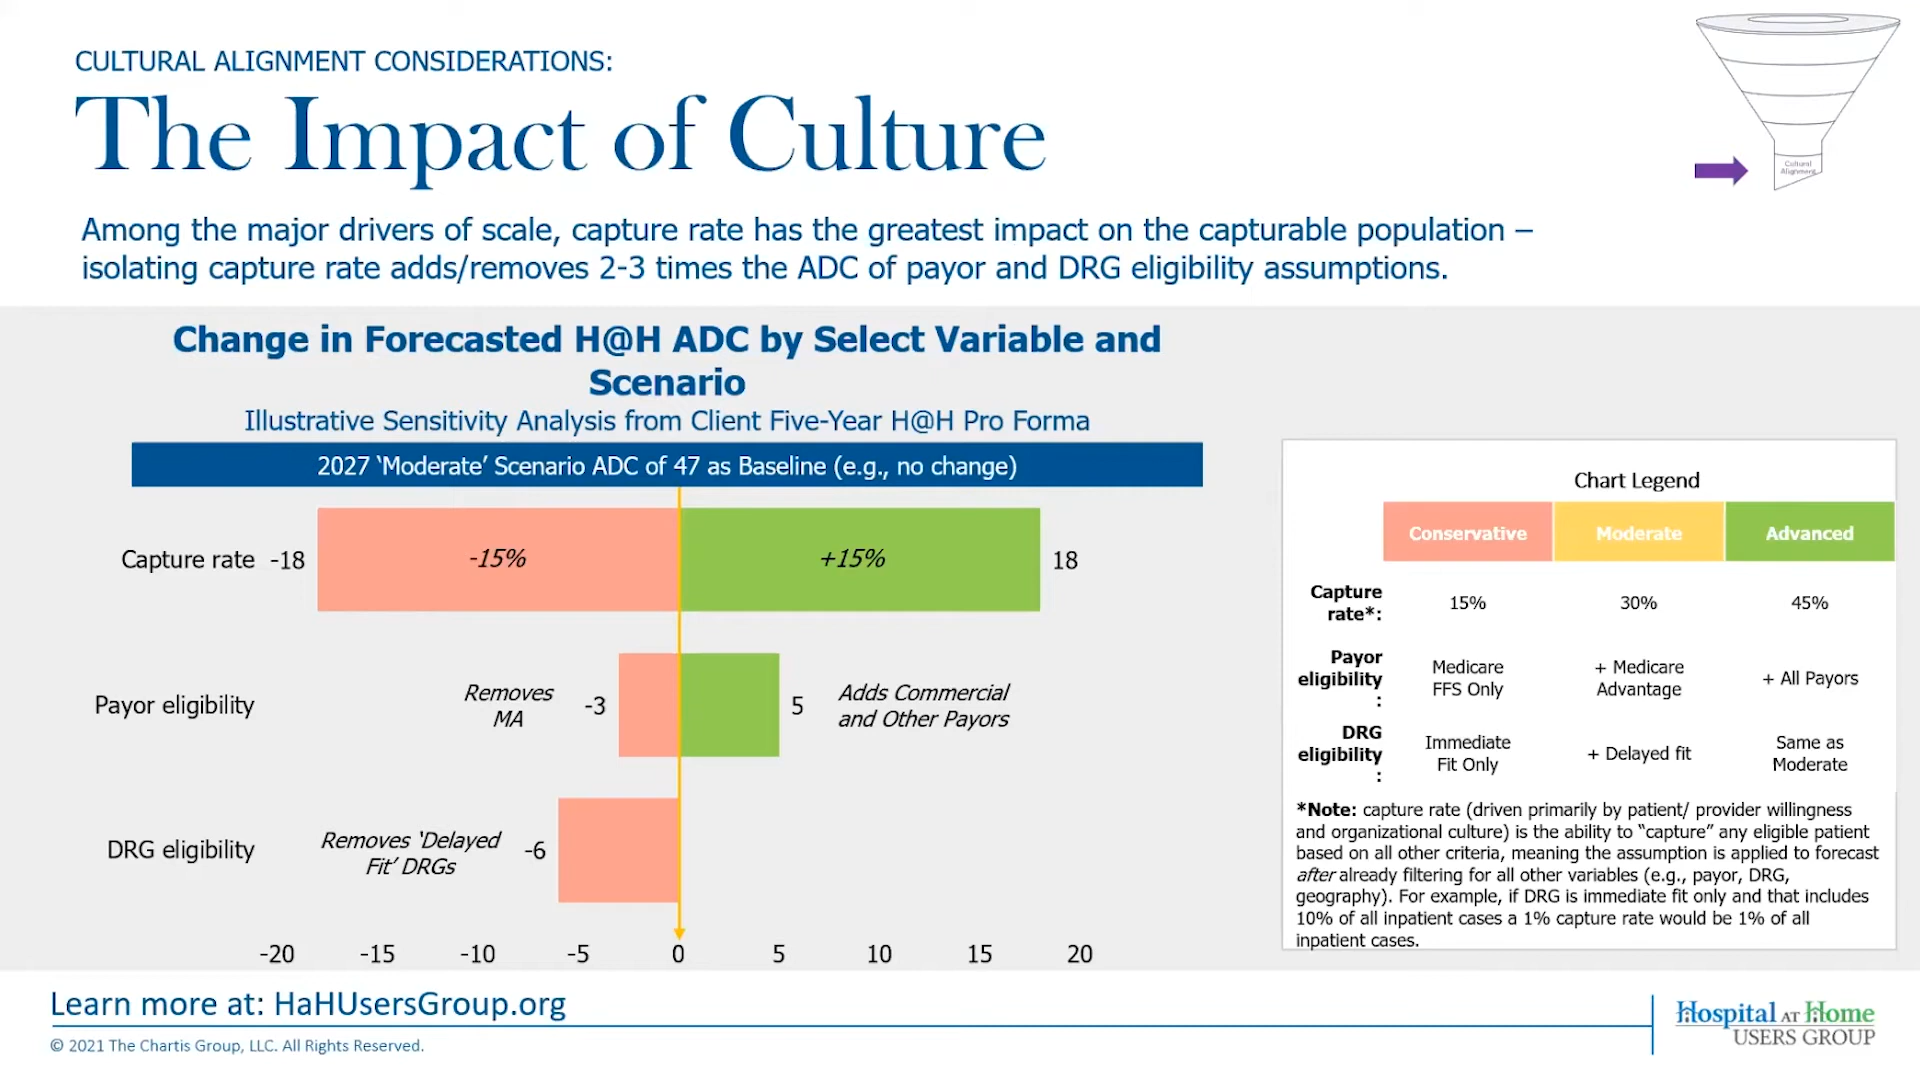 CULTURAL ALIGNMENT CONSIDERATIONS:
The Impact of Culture
Cultural
Alignment
Among the major drivers of scale, capture rate has the greatest impact on the capturable population –
isolating capture rate adds/removes 2-3 times the ADC of payor and DRG eligibility assumptions.
Change in Forecasted H@H ADC by Select Variable and
Scenario
Illustrative Sensitivity Analysis from Client Five-Year H@H Pro Forma
2027 ‘Moderate’ Scenario ADC of 47 as Baseline (e.g., no change)
Capture rate -18 -15% +15% 18
Payor eligibility
Removes
MA
-3
5
Adds Commercial
and Other Payors
DRG eligibility
Removes ‘Delayed
Fit’ DRGs
-6
-20 -15 -10 -5 0 5 10 15 20
Chart Legend
Conservative Moderate Advanced
Capture
rate*:
15% 30% 45%
Payor
eligibility
:
Medicare
FFS Only
+ Medicare
Advantage
+ All Payors
DRG
eligibility
:
Immediate
Fit Only
+ Delayed fit
Same as
Moderate
*Note: capture rate (driven primarily by patient/ provider willingness
and organizational culture) is the ability to “capture” any eligible patient
based on all other criteria, meaning the assumption is applied to forecast
after already filtering for all other variables (e.g., payor, DRG,
geography). For example, if DRG is immediate fit only and that includes
10% of all inpatient cases a 1% capture rate would be 1% of all
inpatient cases.
Learn more at: HaHUsersGroup.org
© 2021 The Chartis Group, LLC. All Rights Reserved.
Hospital AT Home
USERS GROUP